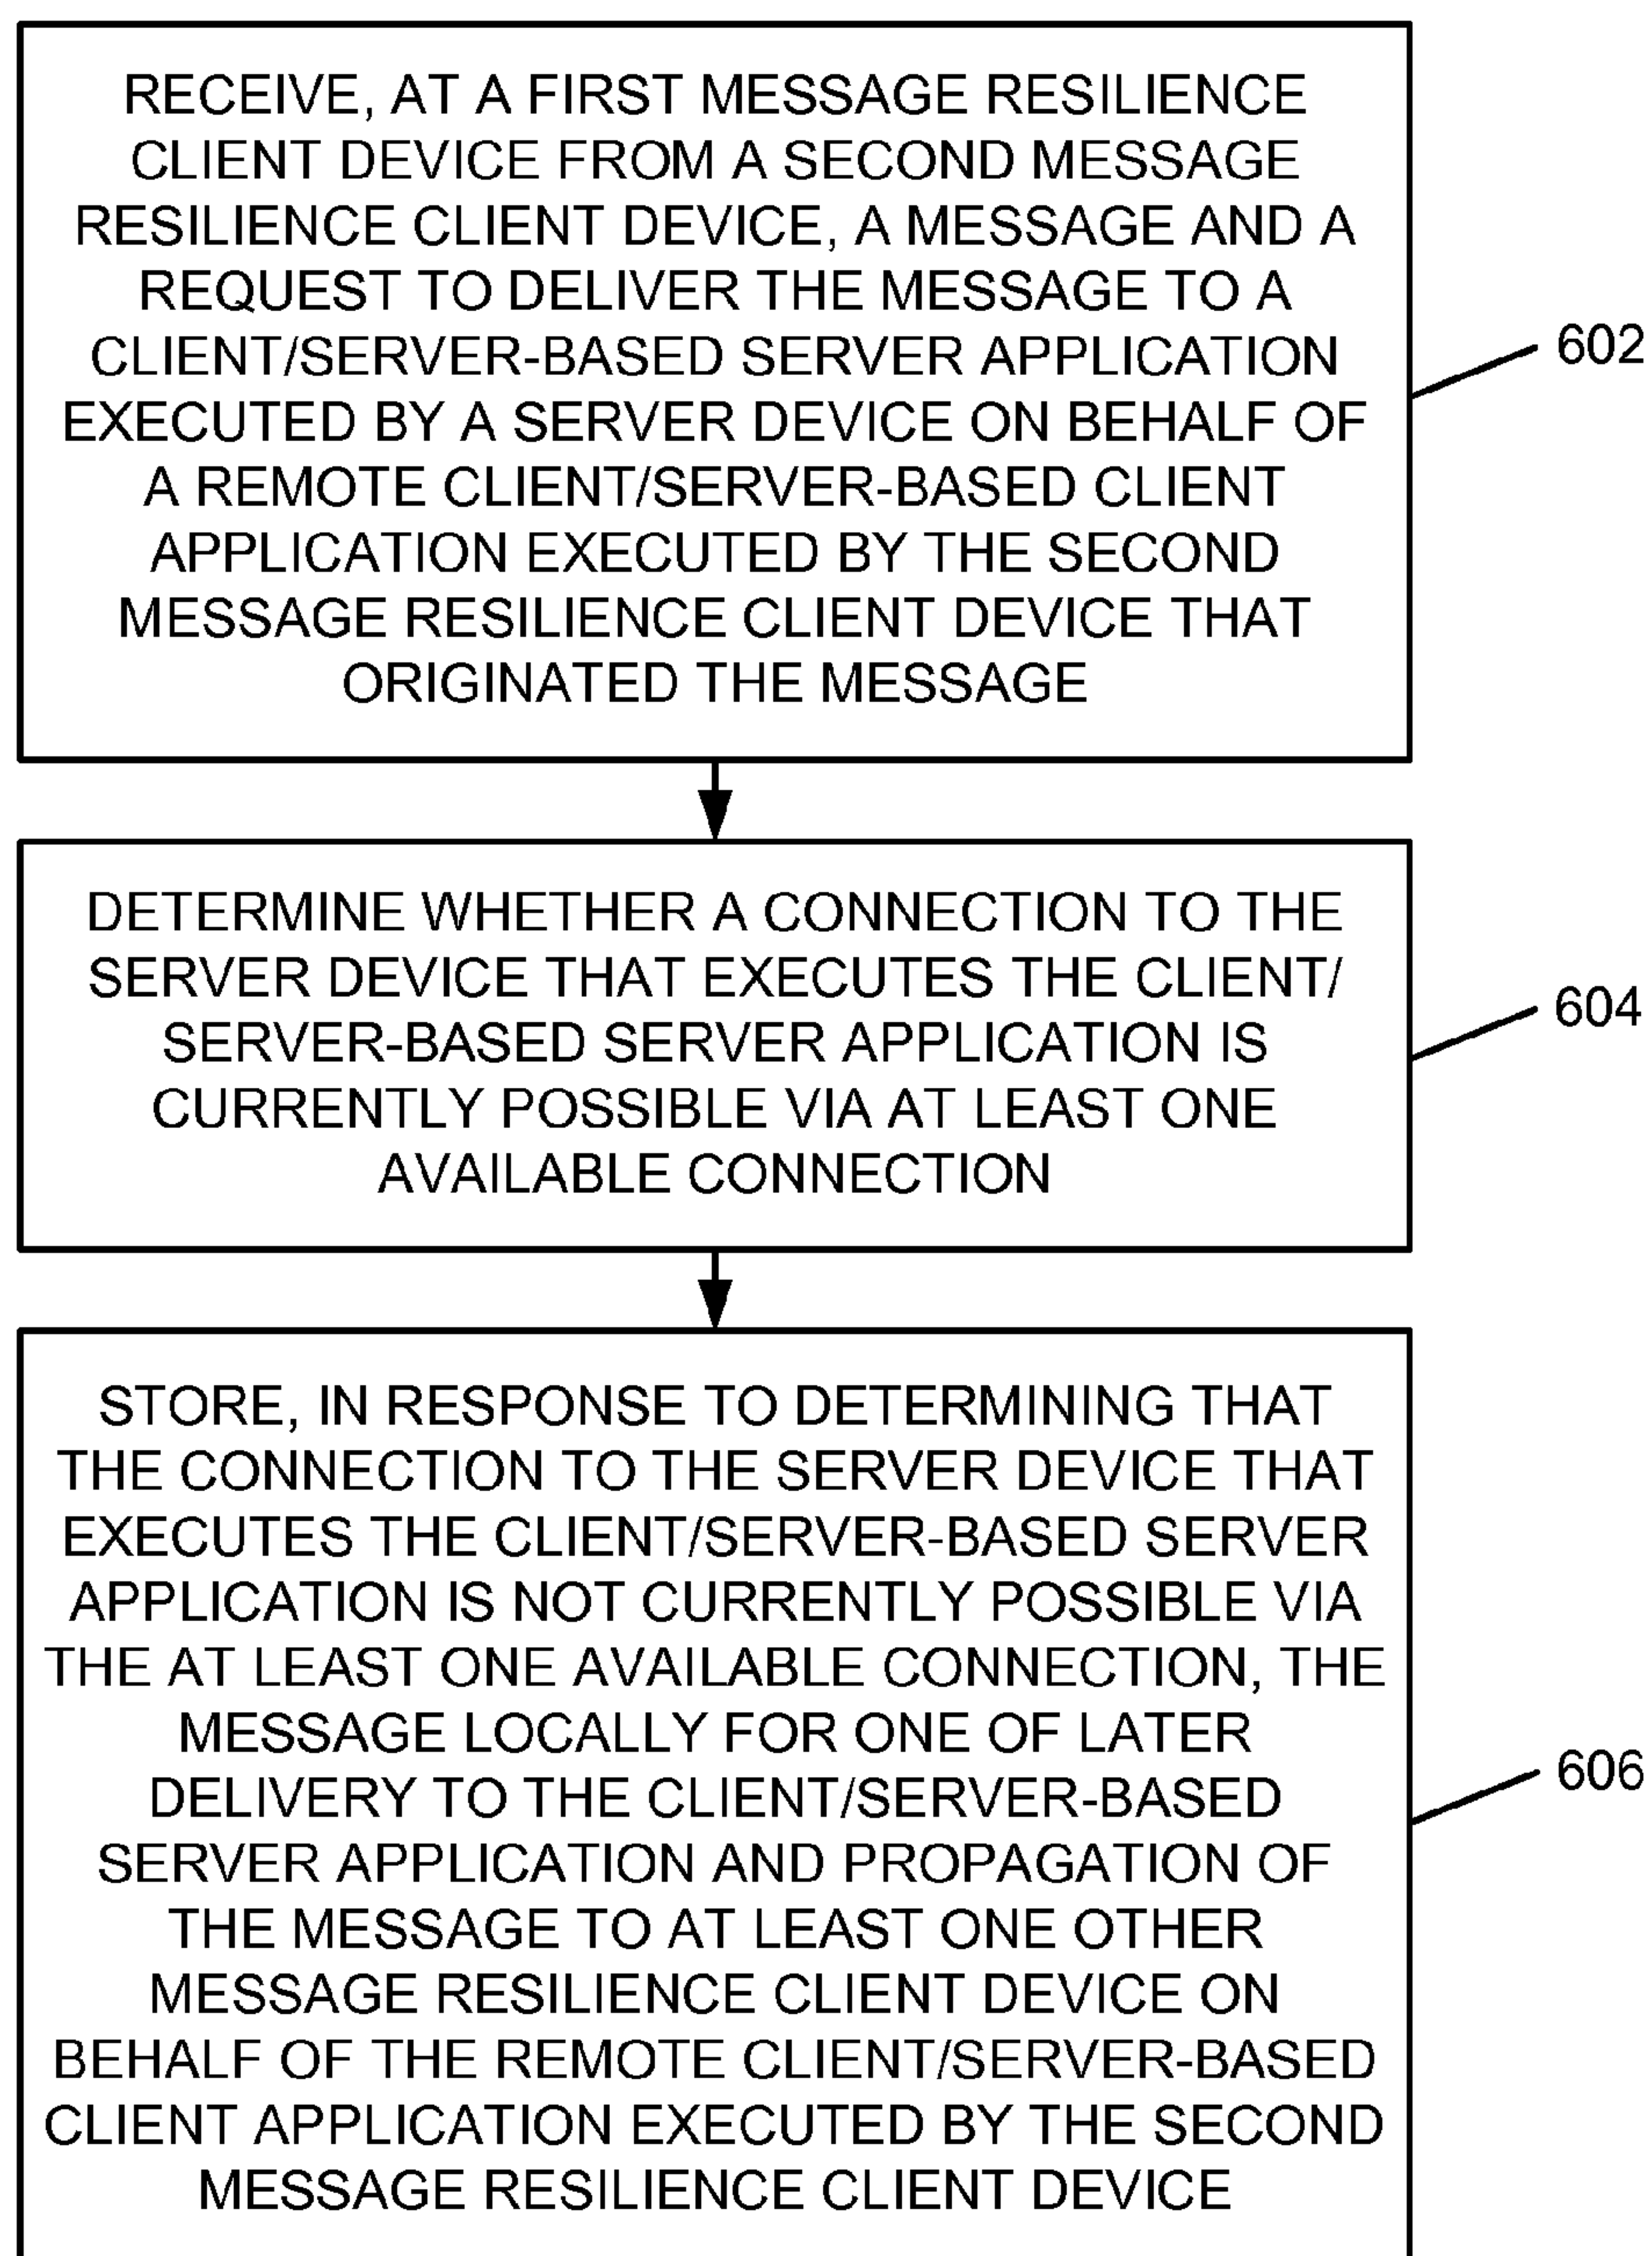 RECEIVE, AT A FIRST MESSAGE RESILIENCE
CLIENT DEVICE FROM A SECOND MESSAGE
RESILIENCE CLIENT DEVICE, A MESSAGE AND A
REQUEST TO DELIVER THE MESSAGE TO A
CLIENT/SERVER-BASED SERVER APPLICATION
EXECUTED BY A SERVER DEVICE ON BEHALF OF
A REMOTE CLIENT/SERVER-BASED CLIENT
APPLICATION EXECUTED BY THE SECOND
MESSAGE RESILIENCE CLIENT DEVICE THAT
ORIGINATED THE MESSAGE
602
DETERMINE WHETHER A CONNECTION TO THE
SERVER DEVICE THAT EXECUTES THE CLIENT/
SERVER-BASED SERVER APPLICATION IS
CURRENTLY POSSIBLE VIA AT LEAST ONE
AVAILABLE CONNECTION
604
STORE, IN RESPONSE TO DETERMINING THAT
THE CONNECTION TO THE SERVER DEVICE THAT
EXECUTES THE CLIENT/SERVER-BASED SERVER
APPLICATION IS NOT CURRENTLY POSSIBLE VIA
THE AT LEAST ONE AVAILABLE CONNECTION, THE
MESSAGE LOCALLY FOR ONE OF LATER
DELIVERY TO THE CLIENT/SERVER-BASED
SERVER APPLICATION AND PROPAGATION OF
THE MESSAGE TO AT LEAST ONE OTHER
MESSAGE RESILIENCE CLIENT DEVICE ON
BEHALF OF THE REMOTE CLIENT/SERVER-BASED
CLIENT APPLICATION EXECUTED BY THE SECOND
MESSAGE RESILIENCE CLIENT DEVICE
606